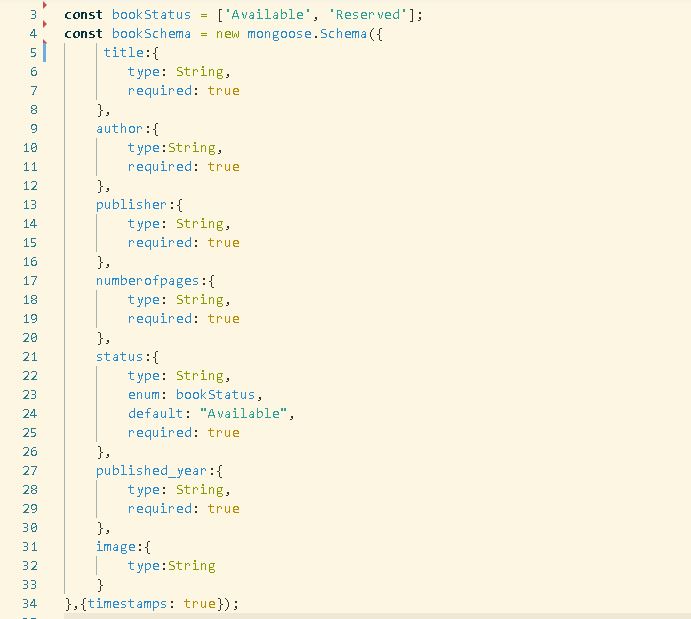 3 const bookStatus = ['Available', 'Reserved'];
4 const bookSchema = new mongoose.Schema({
5 title:{
6 type: String,
7 required: true
8 },
9 author:{
10 type:String,
11 required: true
12 },
13 publisher:{
14 type: String,
15 required: true
16 },
17 numberofpages:{
18 type: String,
19 required: true
20 },
21 status:{
22 type: String,
23 enum: bookStatus,
24 default: "Available",
25 required: true
26 },
27 published_year:{
28 type: String,
29 required: true
30 },
31 image:{
32 type:String
33 }
34 },{timestamps: true});